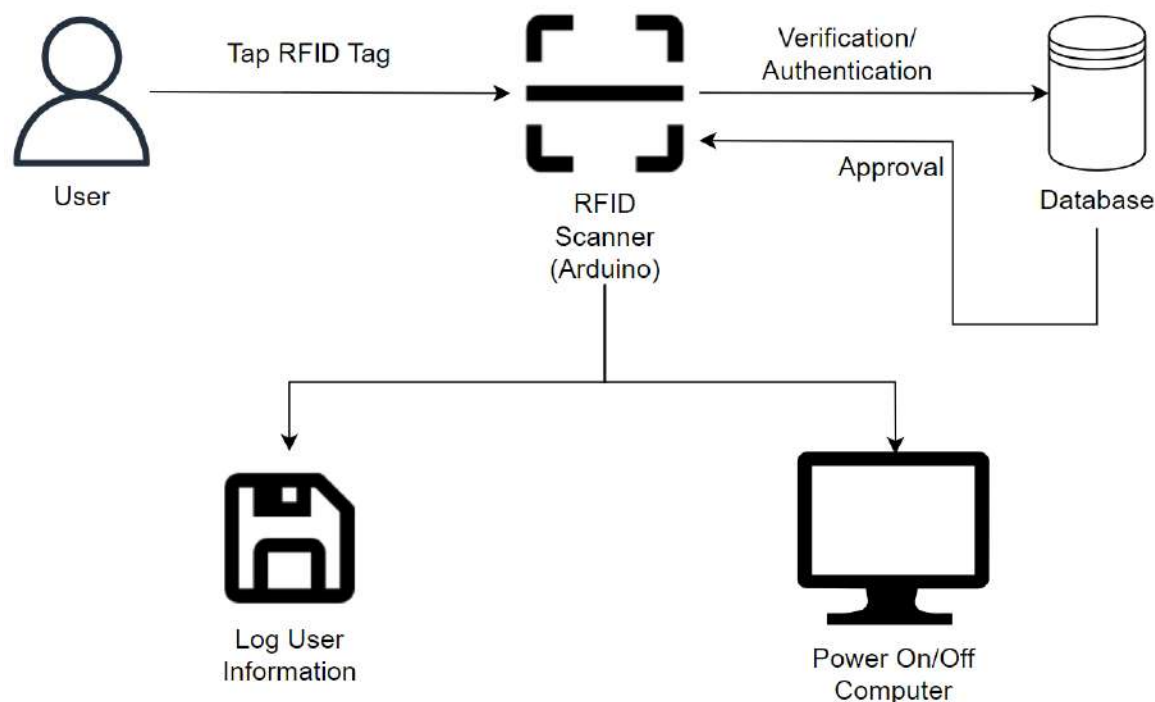 Tap RFID Tag
Verification/
Authentication
User
Approval
Database
RFID
Scanner
(Arduino)
Log User
Information
Power On/Off
Computer